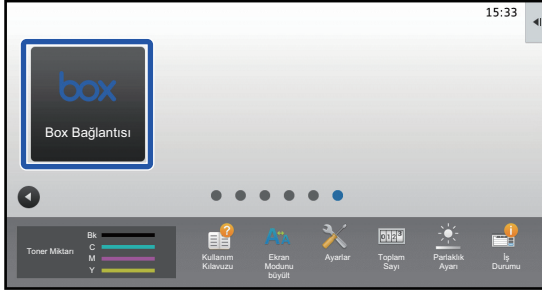 15:33
box
Box Bağlantısı
Toner Miktarı
Bk
C
M
Y
Kullanım
Kılavuzu
Ekran
Modunu
büyült
Ayarlar
Toplam
Sayı
Parlaklık
Ayarı
İş
Durumu